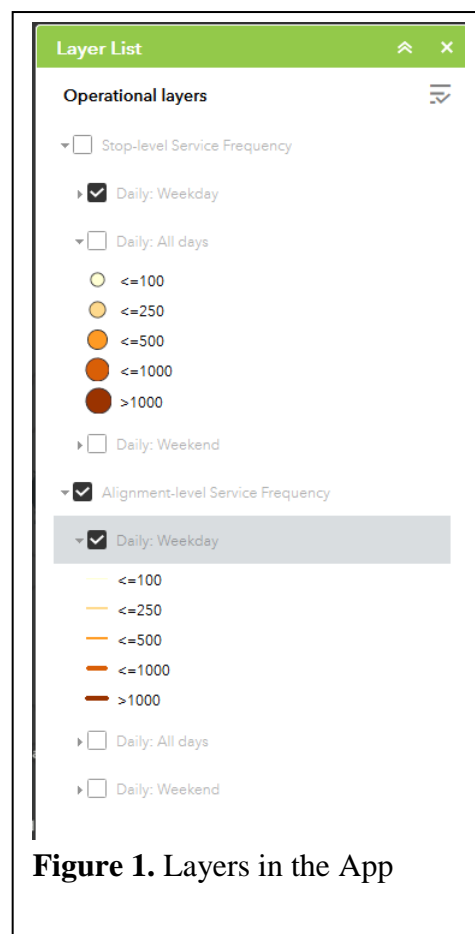 Layer List
Operational layers
Stop-level Service Frequency
Daily: Weekday
Daily: All days
<=100
<=250
<=500
<=1000
>1000
Daily: Weekend
Alignment-level Service Frequency
Daily: Weekday
<=100
<=250
<=500
<=1000
>1000
Daily: All days
Daily: Weekend
Figure 1. Layers in the App